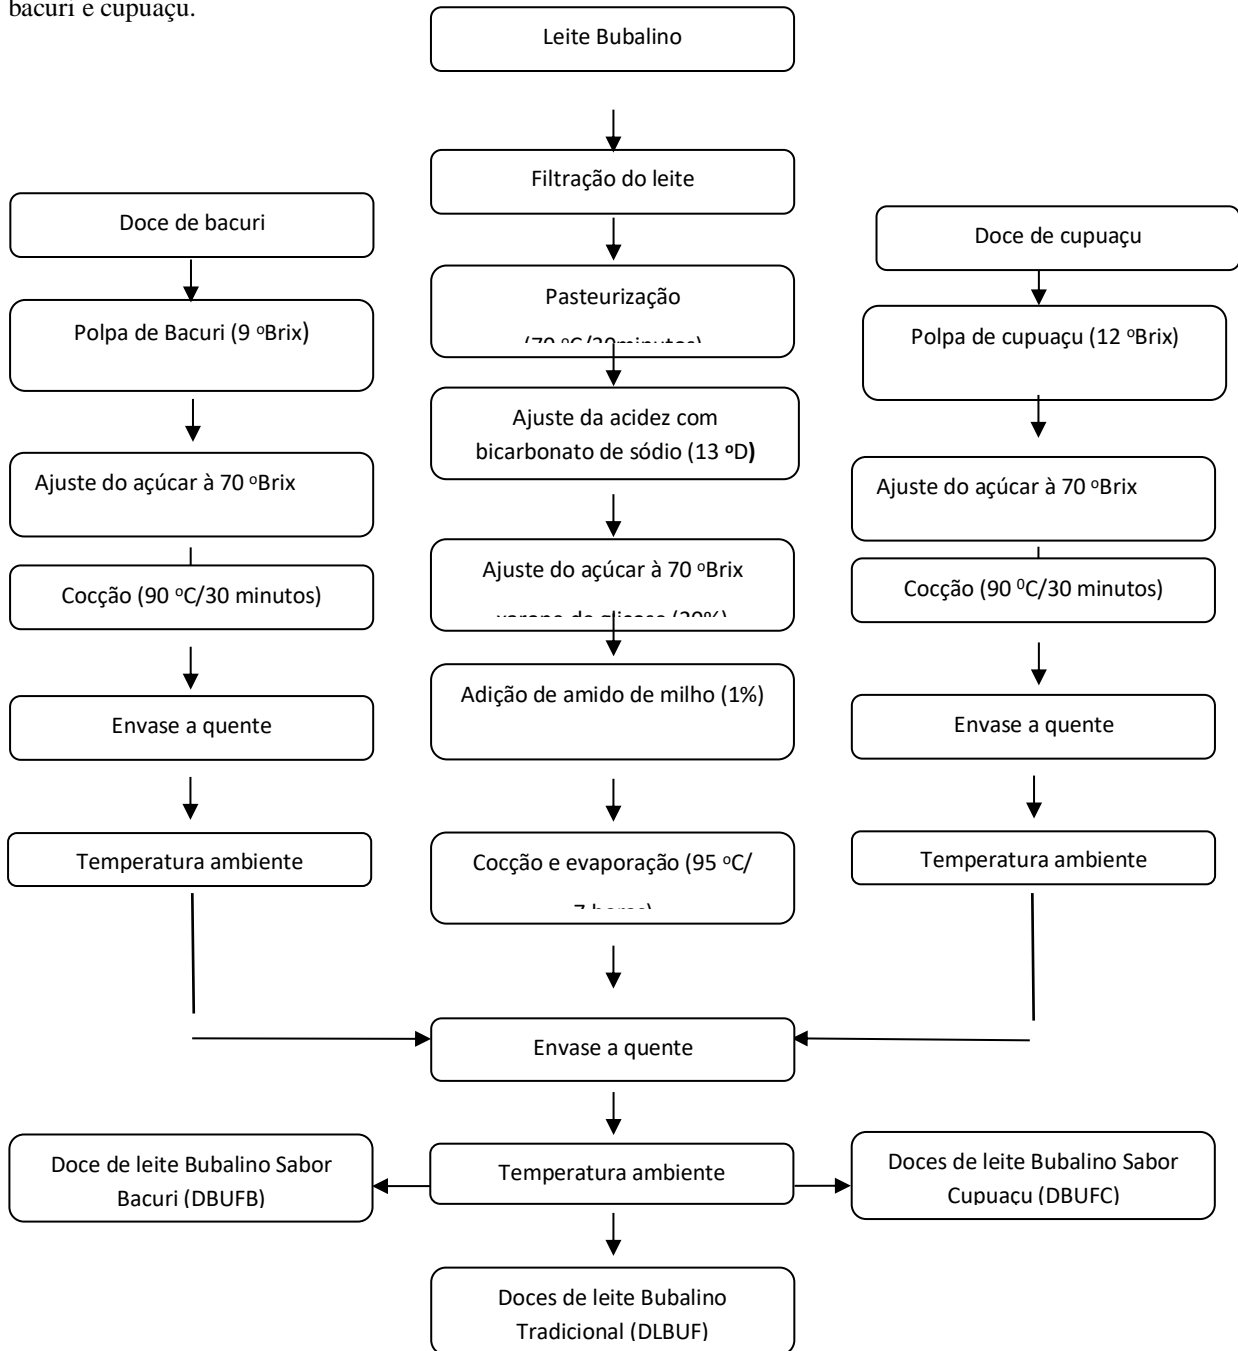 bacuri e cupuaçu.
Leite Bubalino
Filtração do leite
Pasteurização
Ajuste da acidez com
bicarbonato de sódio (13 ºD)
Ajuste do açúcar à 70 ºBrix
Adição de amido de milho (1%)
Cocção e evaporação (95 ºC/
Doce de bacuri
Polpa de Bacuri (9 ºBrix)
Ajuste do açúcar à 70 ºBrix
Cocção (90 ºC/30 minutos)
Envase a quente
Temperatura ambiente
Doce de cupuaçu
Polpa de cupuaçu (12 ºBrix)
Ajuste do açúcar à 70 ºBrix
Cocção (90 ⁰C/30 minutos)
Envase a quente
Temperatura ambiente
Envase a quente
Temperatura ambiente
Doce de leite Bubalino Sabor
Bacuri (DBUFB)
Doces de leite Bubalino Sabor
Cupuaçu (DBUFC)
Doces de leite Bubalino
Tradicional (DLBUF)